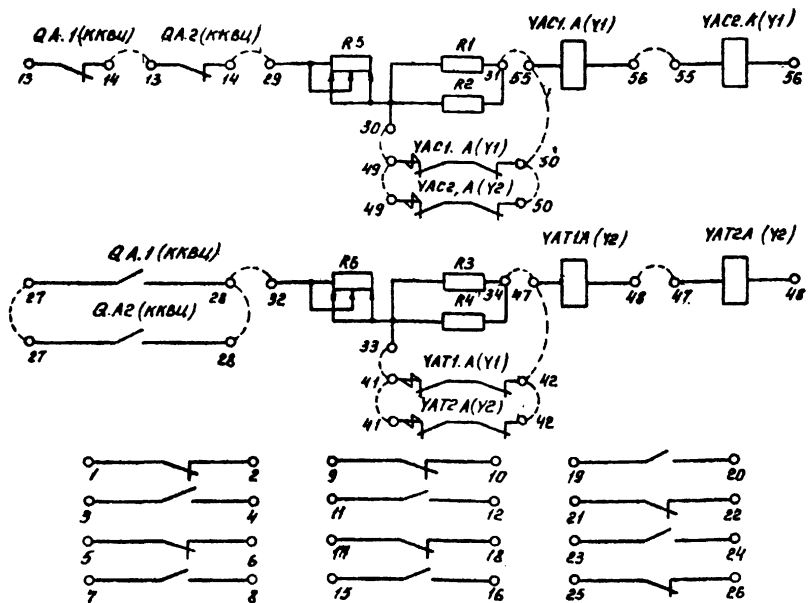 QA.1(ККВЦ) QA.2(ККВЦ) R5 R1 YAC1.A(Y1) YAC2.A(Y1)
13 14 13 14 29 R2 31 55 56 55 56
30
YAC1.A(Y1)
49 50
YAC2,A(Y2)
49 50
QA.1(ККВЦ) R6 R3 YAT1A(Y2) YAT2A(Y2)
27 28 32 R4 34 47 48 47 48
QA2(ККВЦ)
27 28 33
YAT1.A(Y1)
41 42
YAT2A(Y2)
41 42
1 2 9 10 19 20
3 4 11 12 21 22
5 6 17 18 23 24
7 8 15 16 25 26